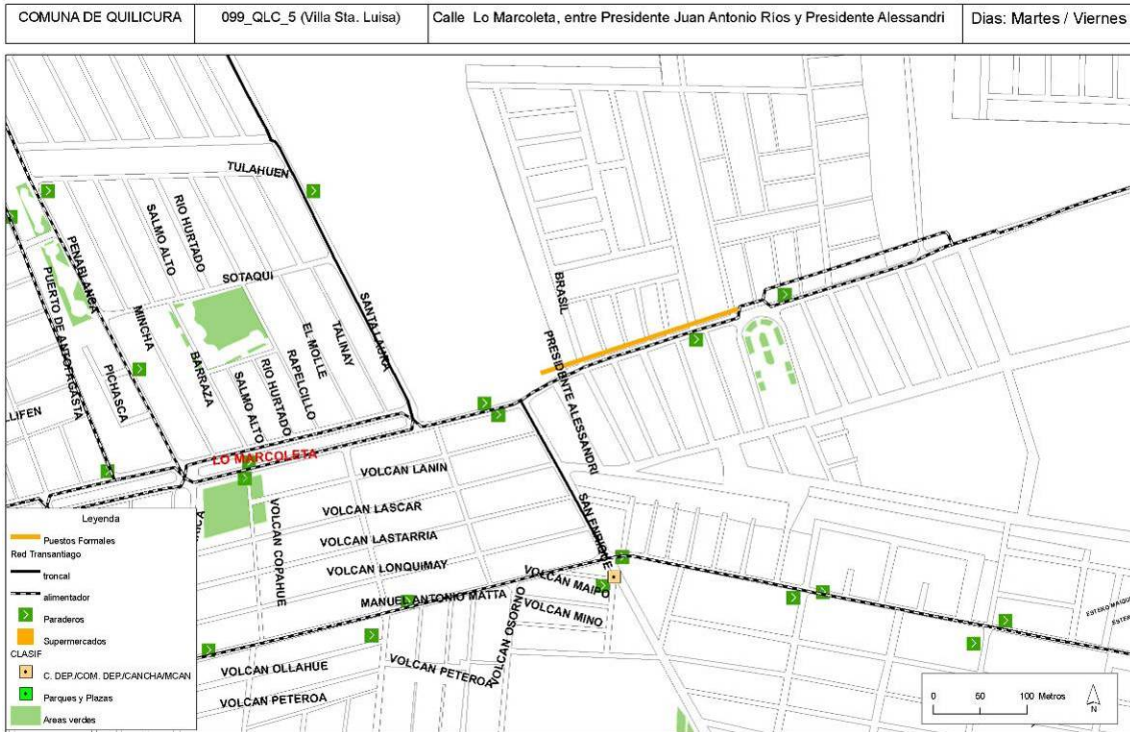 COMUNA DE QUILICURA
099_QLC_5 (Villa Sta. Luisa)
Calle Lo Marcoleta, entre Presidente Juan Antonio Rios y Presidente Alessandri
Dias: Martes / Viernes
TULAHUEN
RIO HURTADO
SALMO ALTO
PENABLANCA
PUERTO DE ANTOFAGASTA
SOTAQUI
MINCHA
SANTA LAURA
TALINAY
EL MOLLE
RAPELCILLO
RIO HURTADO
SALMO ALTO
BARRAZA
PICHASCA
LLIFEN
BRASIL
PRESIDENTE ALESSANDRI
LO MARCOLETA
VOLCAN LANIN
VOLCAN LASCAR
VOLCAN LASTARRIA
VOLCAN LONQUIMAY
VOLCAN COPAHUE
SAN ENRIQUE
MANUEL ANTONIO MATTA
VOLCAN MAIPO
VOLCAN MINO
VOLCAN OSORNO
VOLCAN OLLAHUE
VOLCAN PETEROA
VOLCAN PETEROA
Leyenda
Puestos Formales
Red Transantiago
troncal
alimentador
Paraderos
Supermercados
CLASIF
C. DEP./COM. DEP./CANCHA/MCAN
Parques y Plazas
Areas verdes
0 50 100 Metros
N